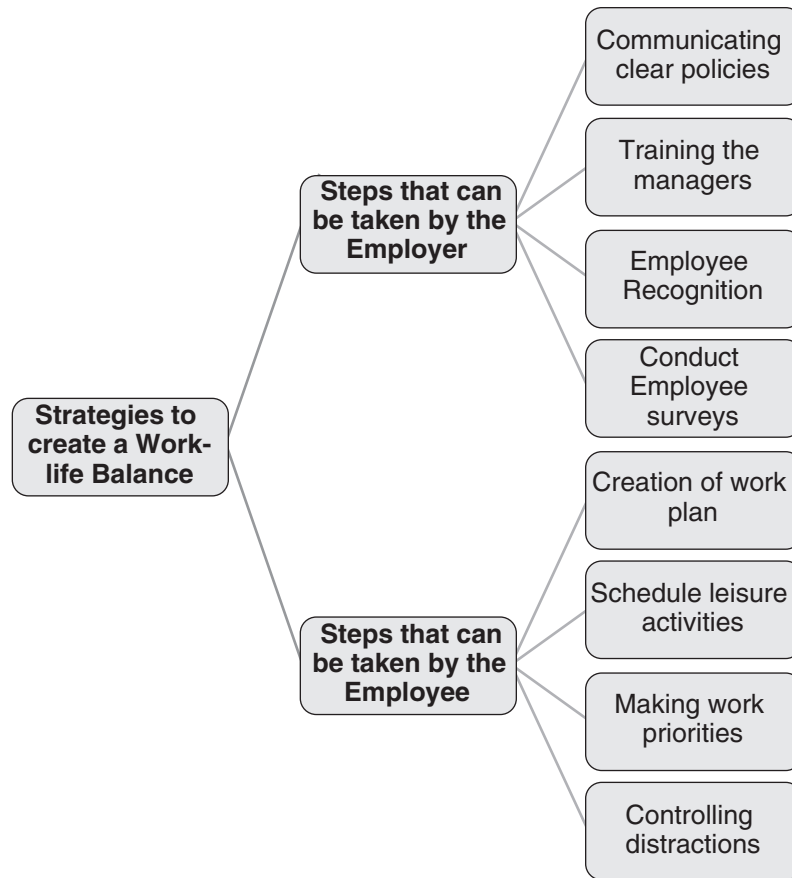 Strategies to
create a Work-
life Balance
Steps that can
be taken by the
Employer
Communicating
clear policies
Training the
managers
Employee
Recognition
Conduct
Employee
surveys
Steps that can
be taken by the
Employee
Creation of work
plan
Schedule leisure
activities
Making work
priorities
Controlling
distractions